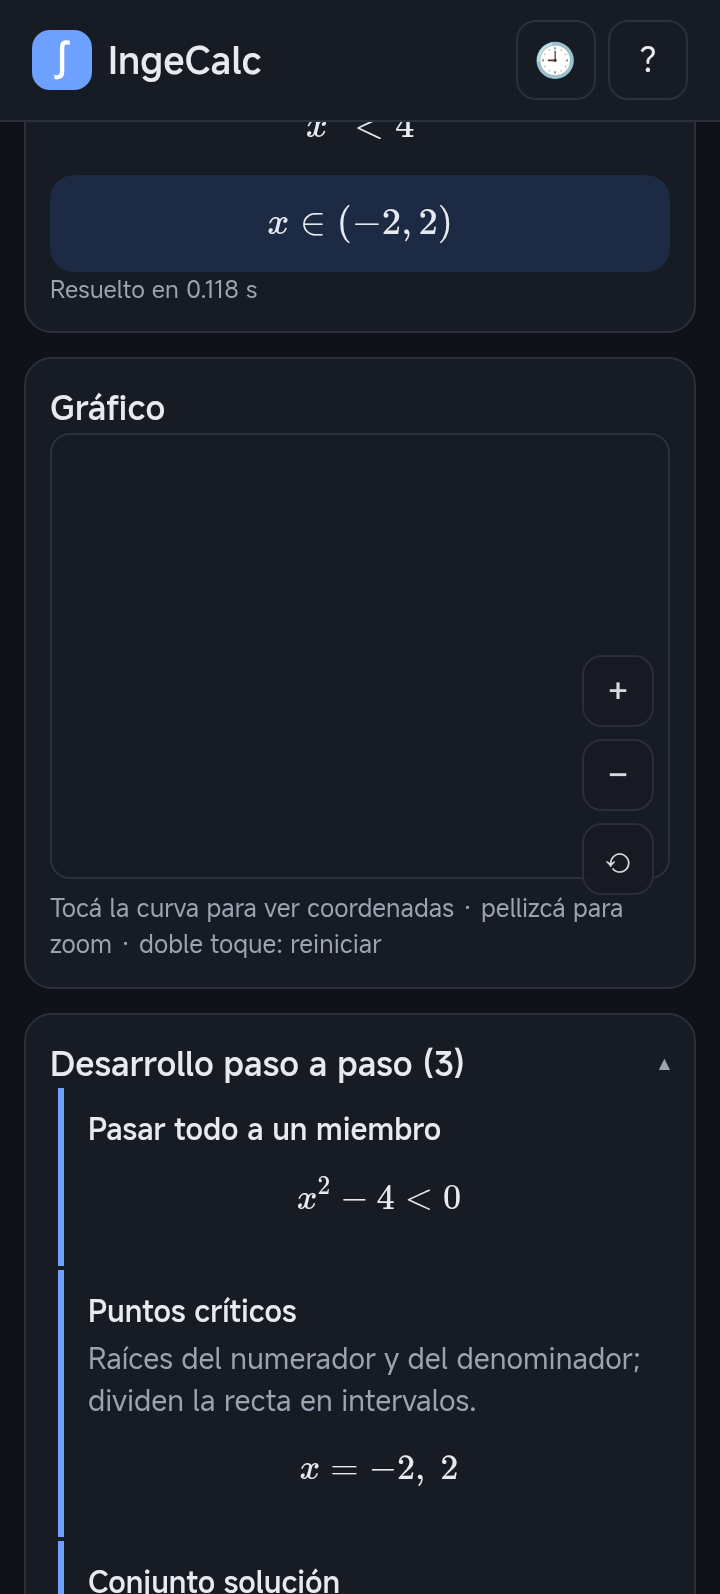 ∫ IngeCalc ?
x < 4
x ∈ (−2, 2)
Resuelto en 0.118 s
Gráfico
+
−
Tocá la curva para ver coordenadas · pellizcá para
zoom · doble toque: reiniciar
Desarrollo paso a paso (3)
Pasar todo a un miembro
x² − 4 < 0
Puntos críticos
Raíces del numerador y del denominador;
dividen la recta en intervalos.
x = −2, 2
Conjunto solución